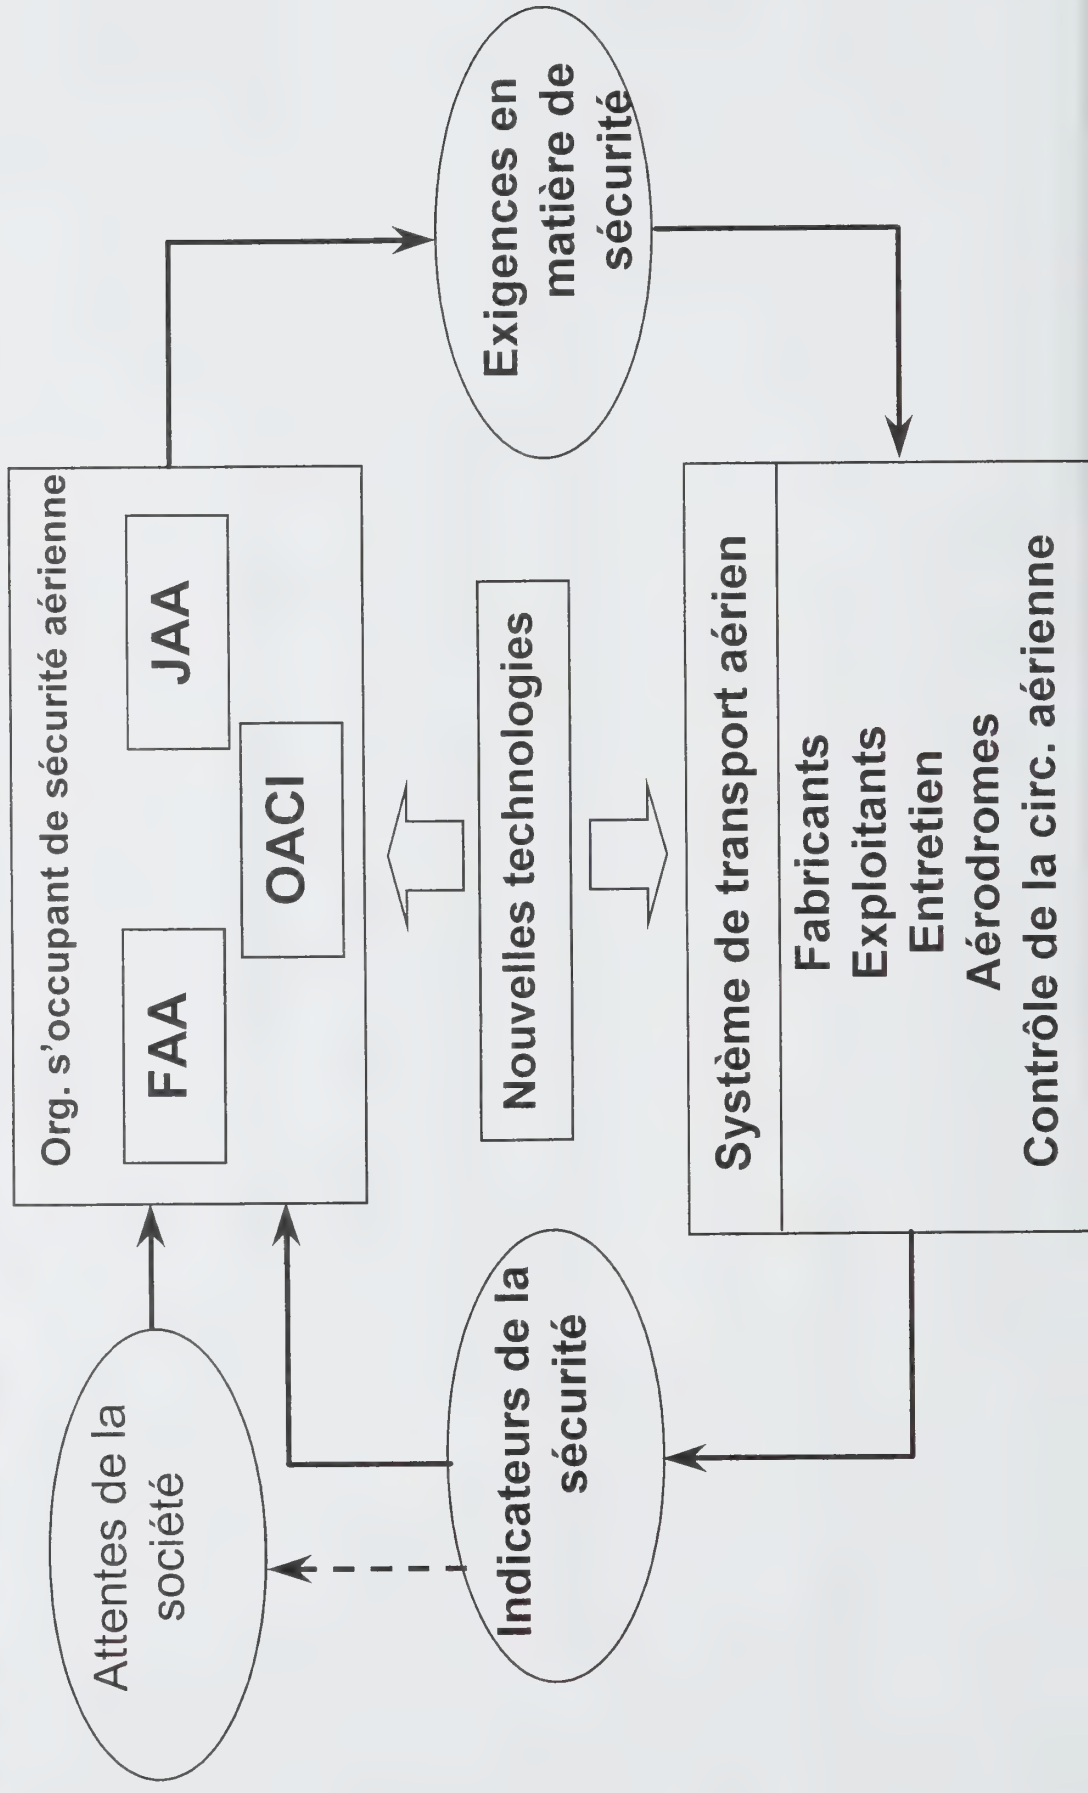 Attentes de la
société
Org. s'occupant de sécurité aérienne
FAA
JAA
OACI
Indicateurs de la
sécurité
Nouvelles technologies
Exigences en
matière de
sécurité
Système de transport aérien
Fabricants
Exploitants
Entretien
Aérodromes
Contrôle de la circ. aérienne